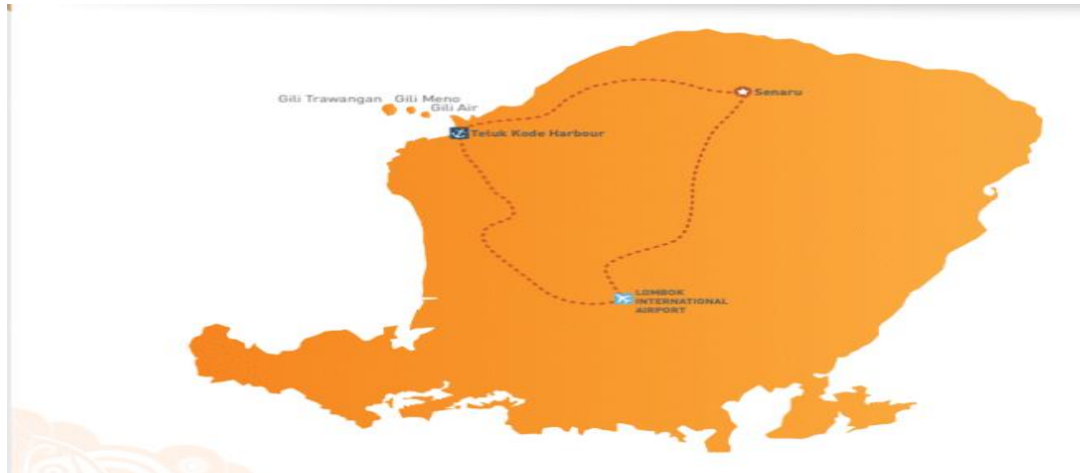 Gili Trawangan
Gili Meno
Gili Air
Senaru
Teluk Kode Harbour
LOMBOK
INTERNATIONAL
AIRPORT